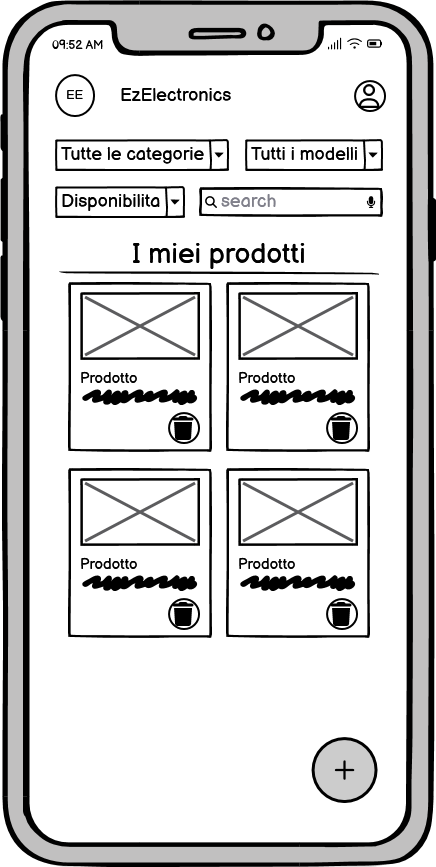 09:52 AM
EE
EzElectronics
Tutte le categorie
Tutti i modelli
Disponibilita
search
I miei prodotti
Prodotto
Prodotto
Prodotto
Prodotto